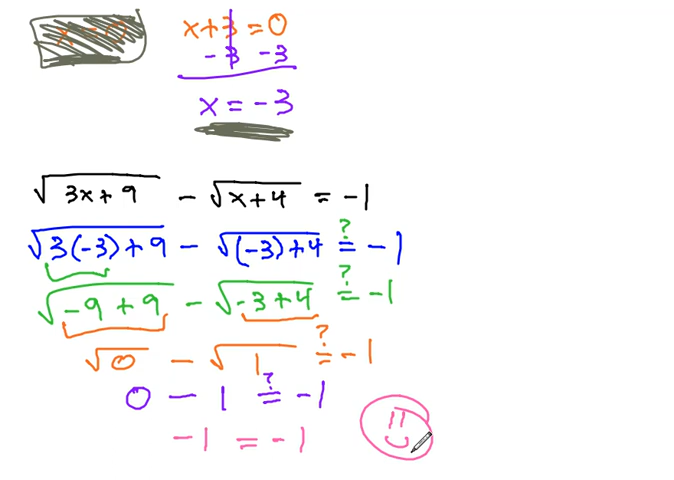 x+3=0
-3 -3
x = -3
√(3x+9) - √(x+4) = -1
√(3(-3)+9) - √((-3)+4) ≟ -1
√(-9+9) - √(-3+4) ≟ -1
√0 - √1 ≟ -1
0 - 1 ≟ -1
-1 = -1